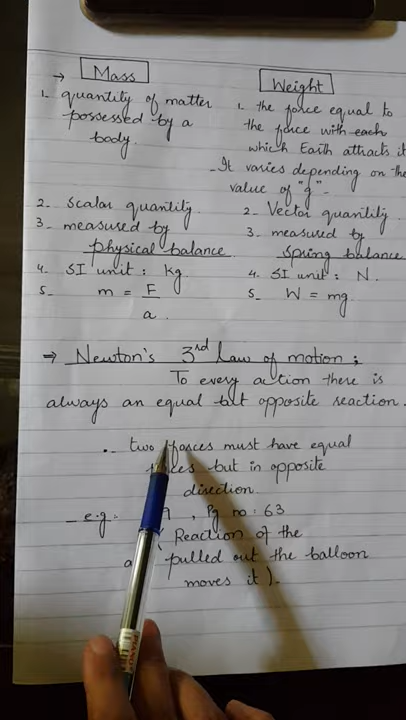 → Mass
1. quantity of matter
possessed by a
body.
2. Scalar quantity.
3. measured by
physical balance
4. SI unit : kg
5. m = F
a.
Weight
1. the force equal to
the force with each
which Earth attracts it
- It varies depending on the
value of "g" -
2. Vector quantity.
3. measured by
Spring balance
4. SI unit : N.
5. W = mg
⇒ Newton's 3rd Law of motion :
To every action there is
always an equal but opposite reaction.
two forces must have equal
but in opposite
direction.
- e.g : , Pg no : 63
( Reaction of the
pulled out the balloon
moves it ).
PIANO